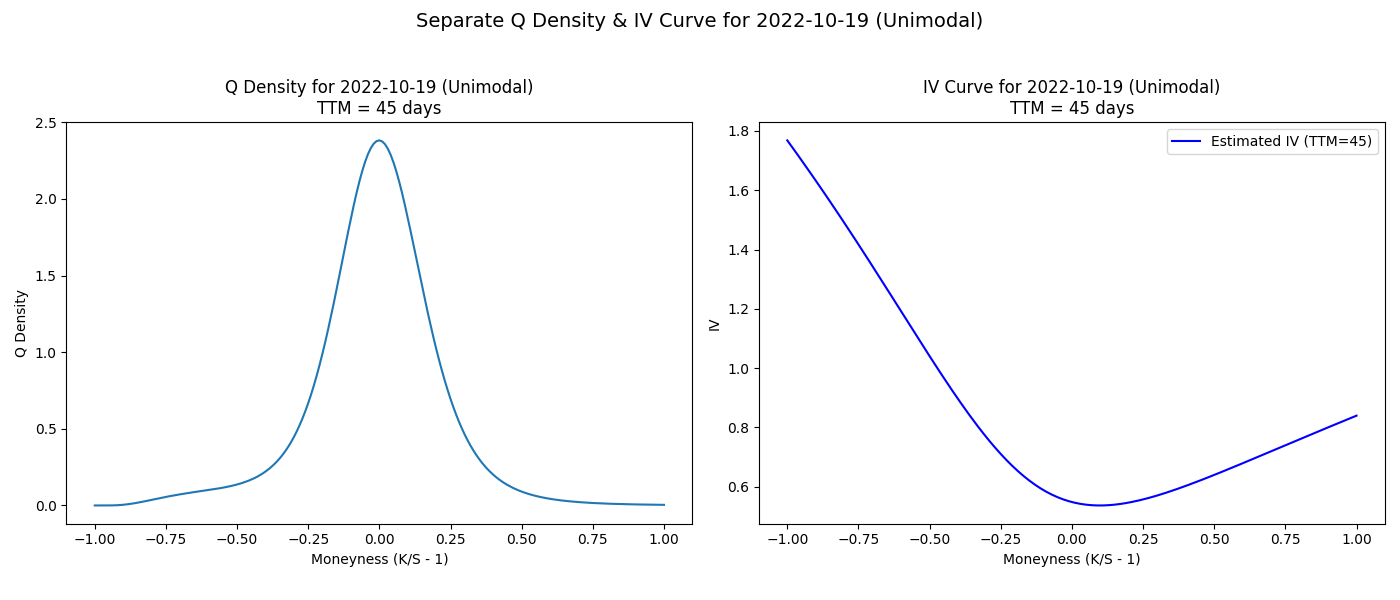 Separate Q Density & IV Curve for 2022-10-19 (Unimodal)
Q Density for 2022-10-19 (Unimodal)
TTM = 45 days
2.5
2.0
1.5
1.0
0.5
0.0
Q Density
−1.00 −0.75 −0.50 −0.25 0.00 0.25 0.50 0.75 1.00
Moneyness (K/S - 1)
IV Curve for 2022-10-19 (Unimodal)
TTM = 45 days
Estimated IV (TTM=45)
1.8
1.6
1.4
1.2
1.0
0.8
0.6
IV
−1.00 −0.75 −0.50 −0.25 0.00 0.25 0.50 0.75 1.00
Moneyness (K/S - 1)